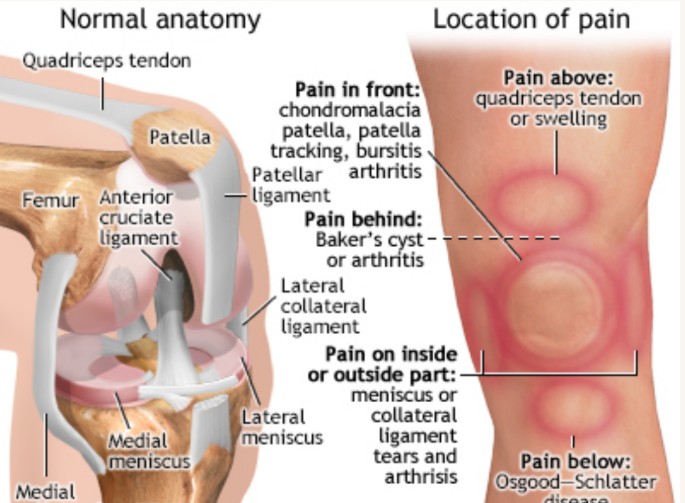 Normal anatomy
Quadriceps tendon
Patella
Femur
Anterior
cruciate
ligament
Patellar
ligament
Lateral
collateral
ligament
Lateral
meniscus
Medial
meniscus
Medial
Location of pain
Pain in front:
chondromalacia
patella, patella
tracking, bursitis
arthritis
Pain above:
quadriceps tendon
or swelling
Pain behind:
Baker's cyst
or arthritis
Pain on inside
or outside part:
meniscus or
collateral
ligament
tears and
arthrisis
Pain below:
Osgood—Schlatter
disease